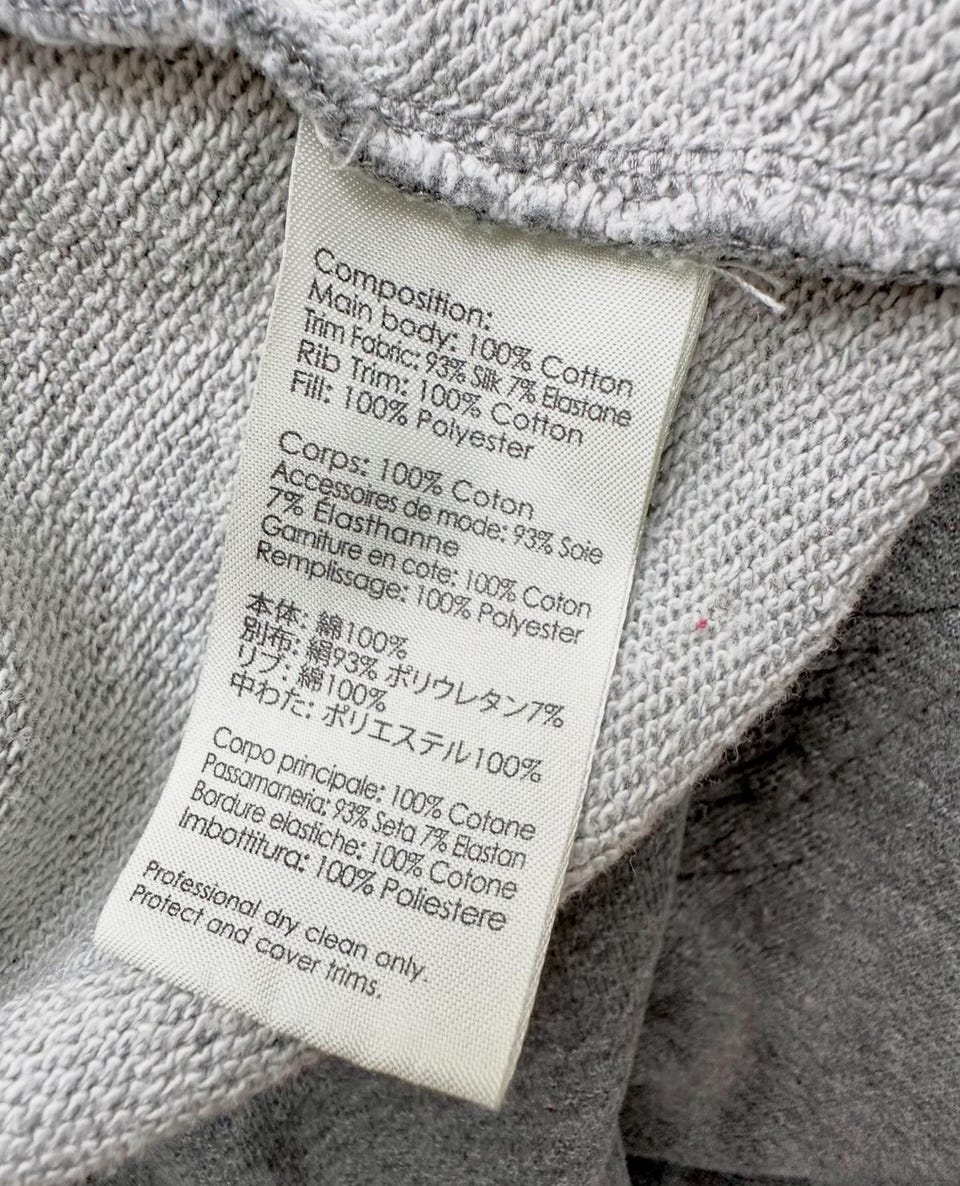 Composition:
Main body: 100% Cotton
Trim Fabric: 93% Silk 7% Elastane
Rib Trim: 100% Cotton
Fill: 100% Polyester
Corps: 100% Coton
Accessoires de mode: 93% Soie
7% Élasthanne
Garniture en cote: 100% Coton
Remplissage: 100% Polyester
本体: 綿100%
別布: 絹93% ポリウレタン7%
リブ: 綿100%
中わた: ポリエステル100%
Corpo principale: 100% Cotone
Passamaneria: 93% Seta 7% Elastan
Bordure elastiche: 100% Cotone
Imbottitura: 100% Poliestere
Professional dry clean only.
Protect and cover trims.